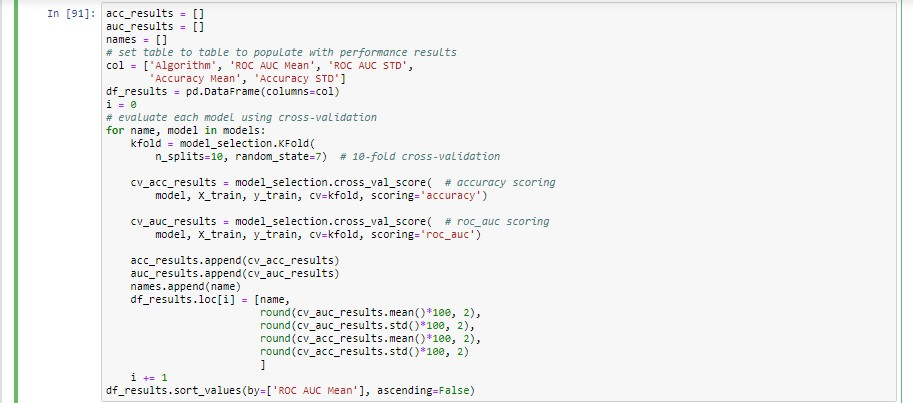 In [91]: acc_results = []
auc_results = []
names = []
# set table to table to populate with performance results
col = ['Algorithm', 'ROC AUC Mean', 'ROC AUC STD',
'Accuracy Mean', 'Accuracy STD']
df_results = pd.DataFrame(columns=col)
i = 0
# evaluate each model using cross-validation
for name, model in models:
kfold = model_selection.KFold(
n_splits=10, random_state=7)  # 10-fold cross-validation
cv_acc_results = model_selection.cross_val_score(  # accuracy scoring
model, X_train, y_train, cv=kfold, scoring='accuracy')
cv_auc_results = model_selection.cross_val_score(  # roc_auc scoring
model, X_train, y_train, cv=kfold, scoring='roc_auc')
acc_results.append(cv_acc_results)
auc_results.append(cv_auc_results)
names.append(name)
df_results.loc[i] = [name,
round(cv_auc_results.mean()*100, 2),
round(cv_auc_results.std()*100, 2),
round(cv_acc_results.mean()*100, 2),
round(cv_acc_results.std()*100, 2)
]
i += 1
df_results.sort_values(by=['ROC AUC Mean'], ascending=False)